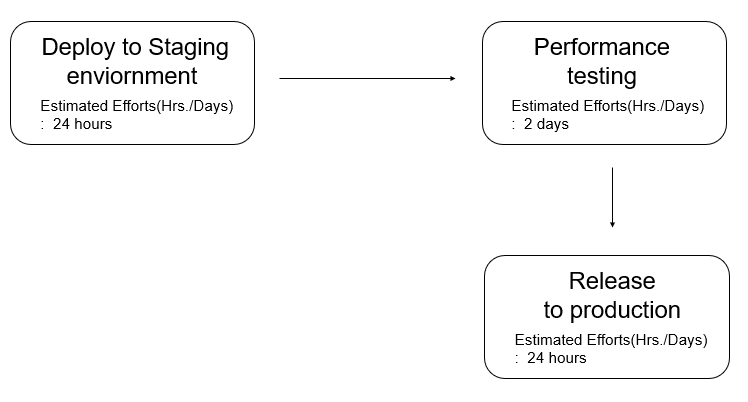 Deploy to Staging
enviornment
Estimated Efforts(Hrs./Days)
: 24 hours
Performance
testing
Estimated Efforts(Hrs./Days)
: 2 days
Release
to production
Estimated Efforts(Hrs./Days)
: 24 hours